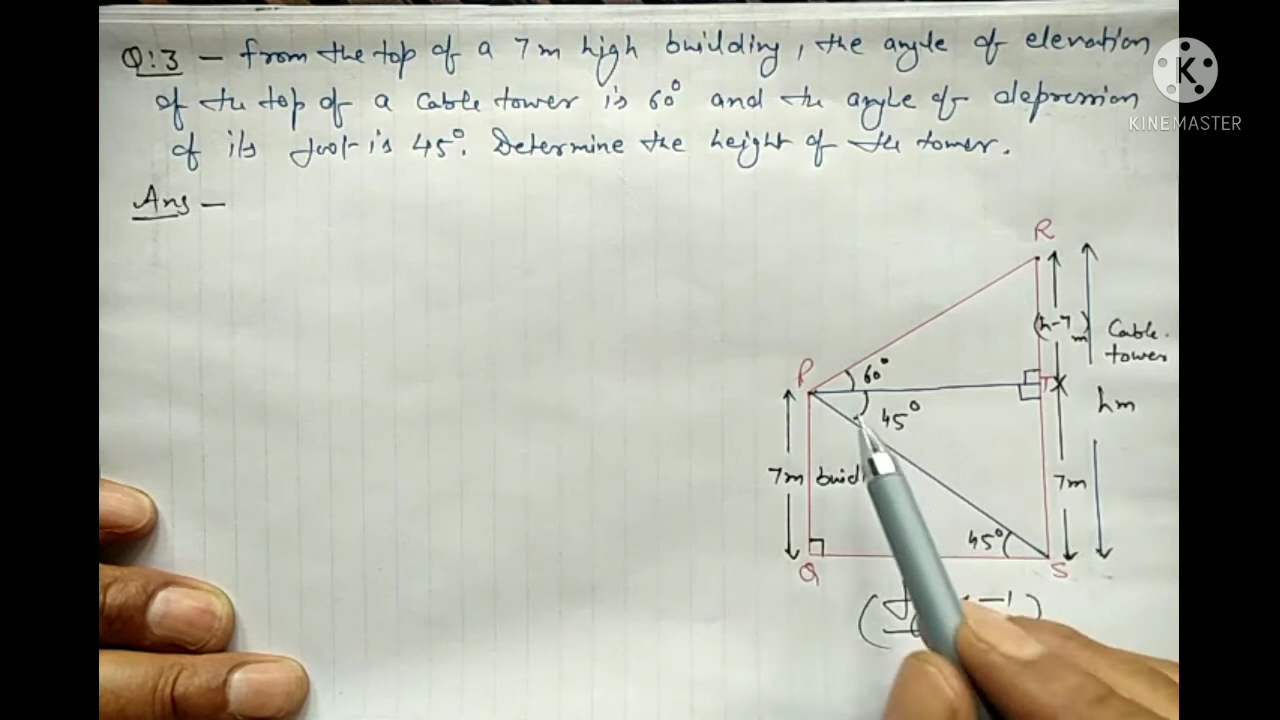 Q:3 - From the top of a 7m high building, the angle of elevation
of the top of a cable tower is 60° and the angle of depression
of its foot is 45°. Determine the height of the tower.
Ans -
K
KINEMASTER
R
(h-7)m
Cable
tower
P
60°
T
45°
hm
7m
7m
45°
Q
S